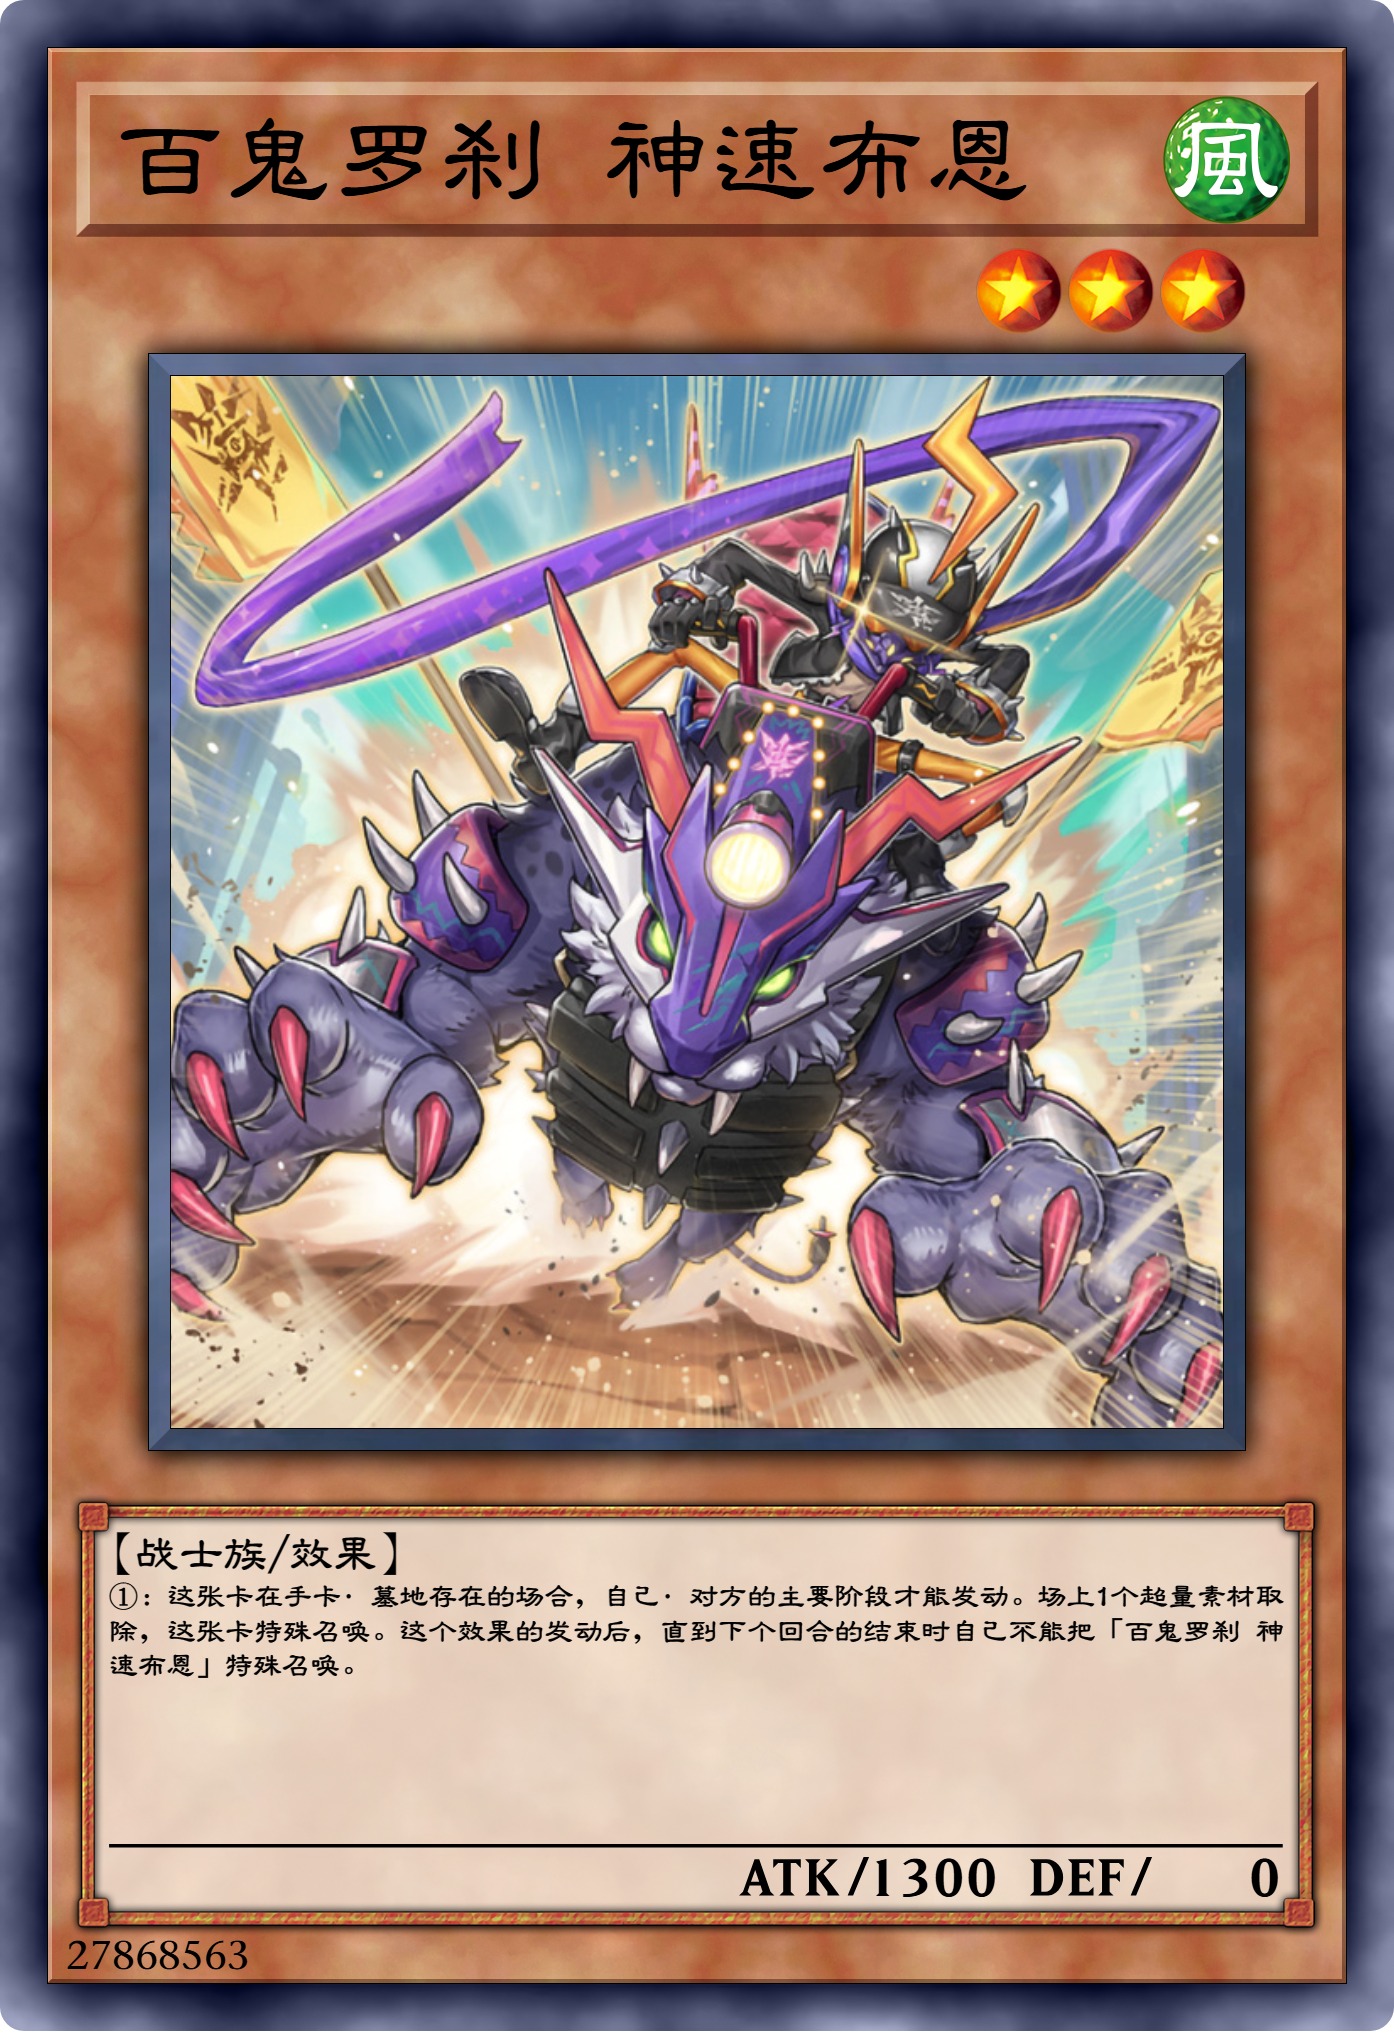 百鬼罗刹 神速布恩
風
【战士族/效果】
①：这张卡在手卡·墓地存在的场合，自己·对方的主要阶段才能发动。场上1个超量素材取
除，这张卡特殊召唤。这个效果的发动后，直到下个回合的结束时自己不能把「百鬼罗刹 神
速布恩」特殊召唤。
ATK/1300 DEF/ 0
27868563